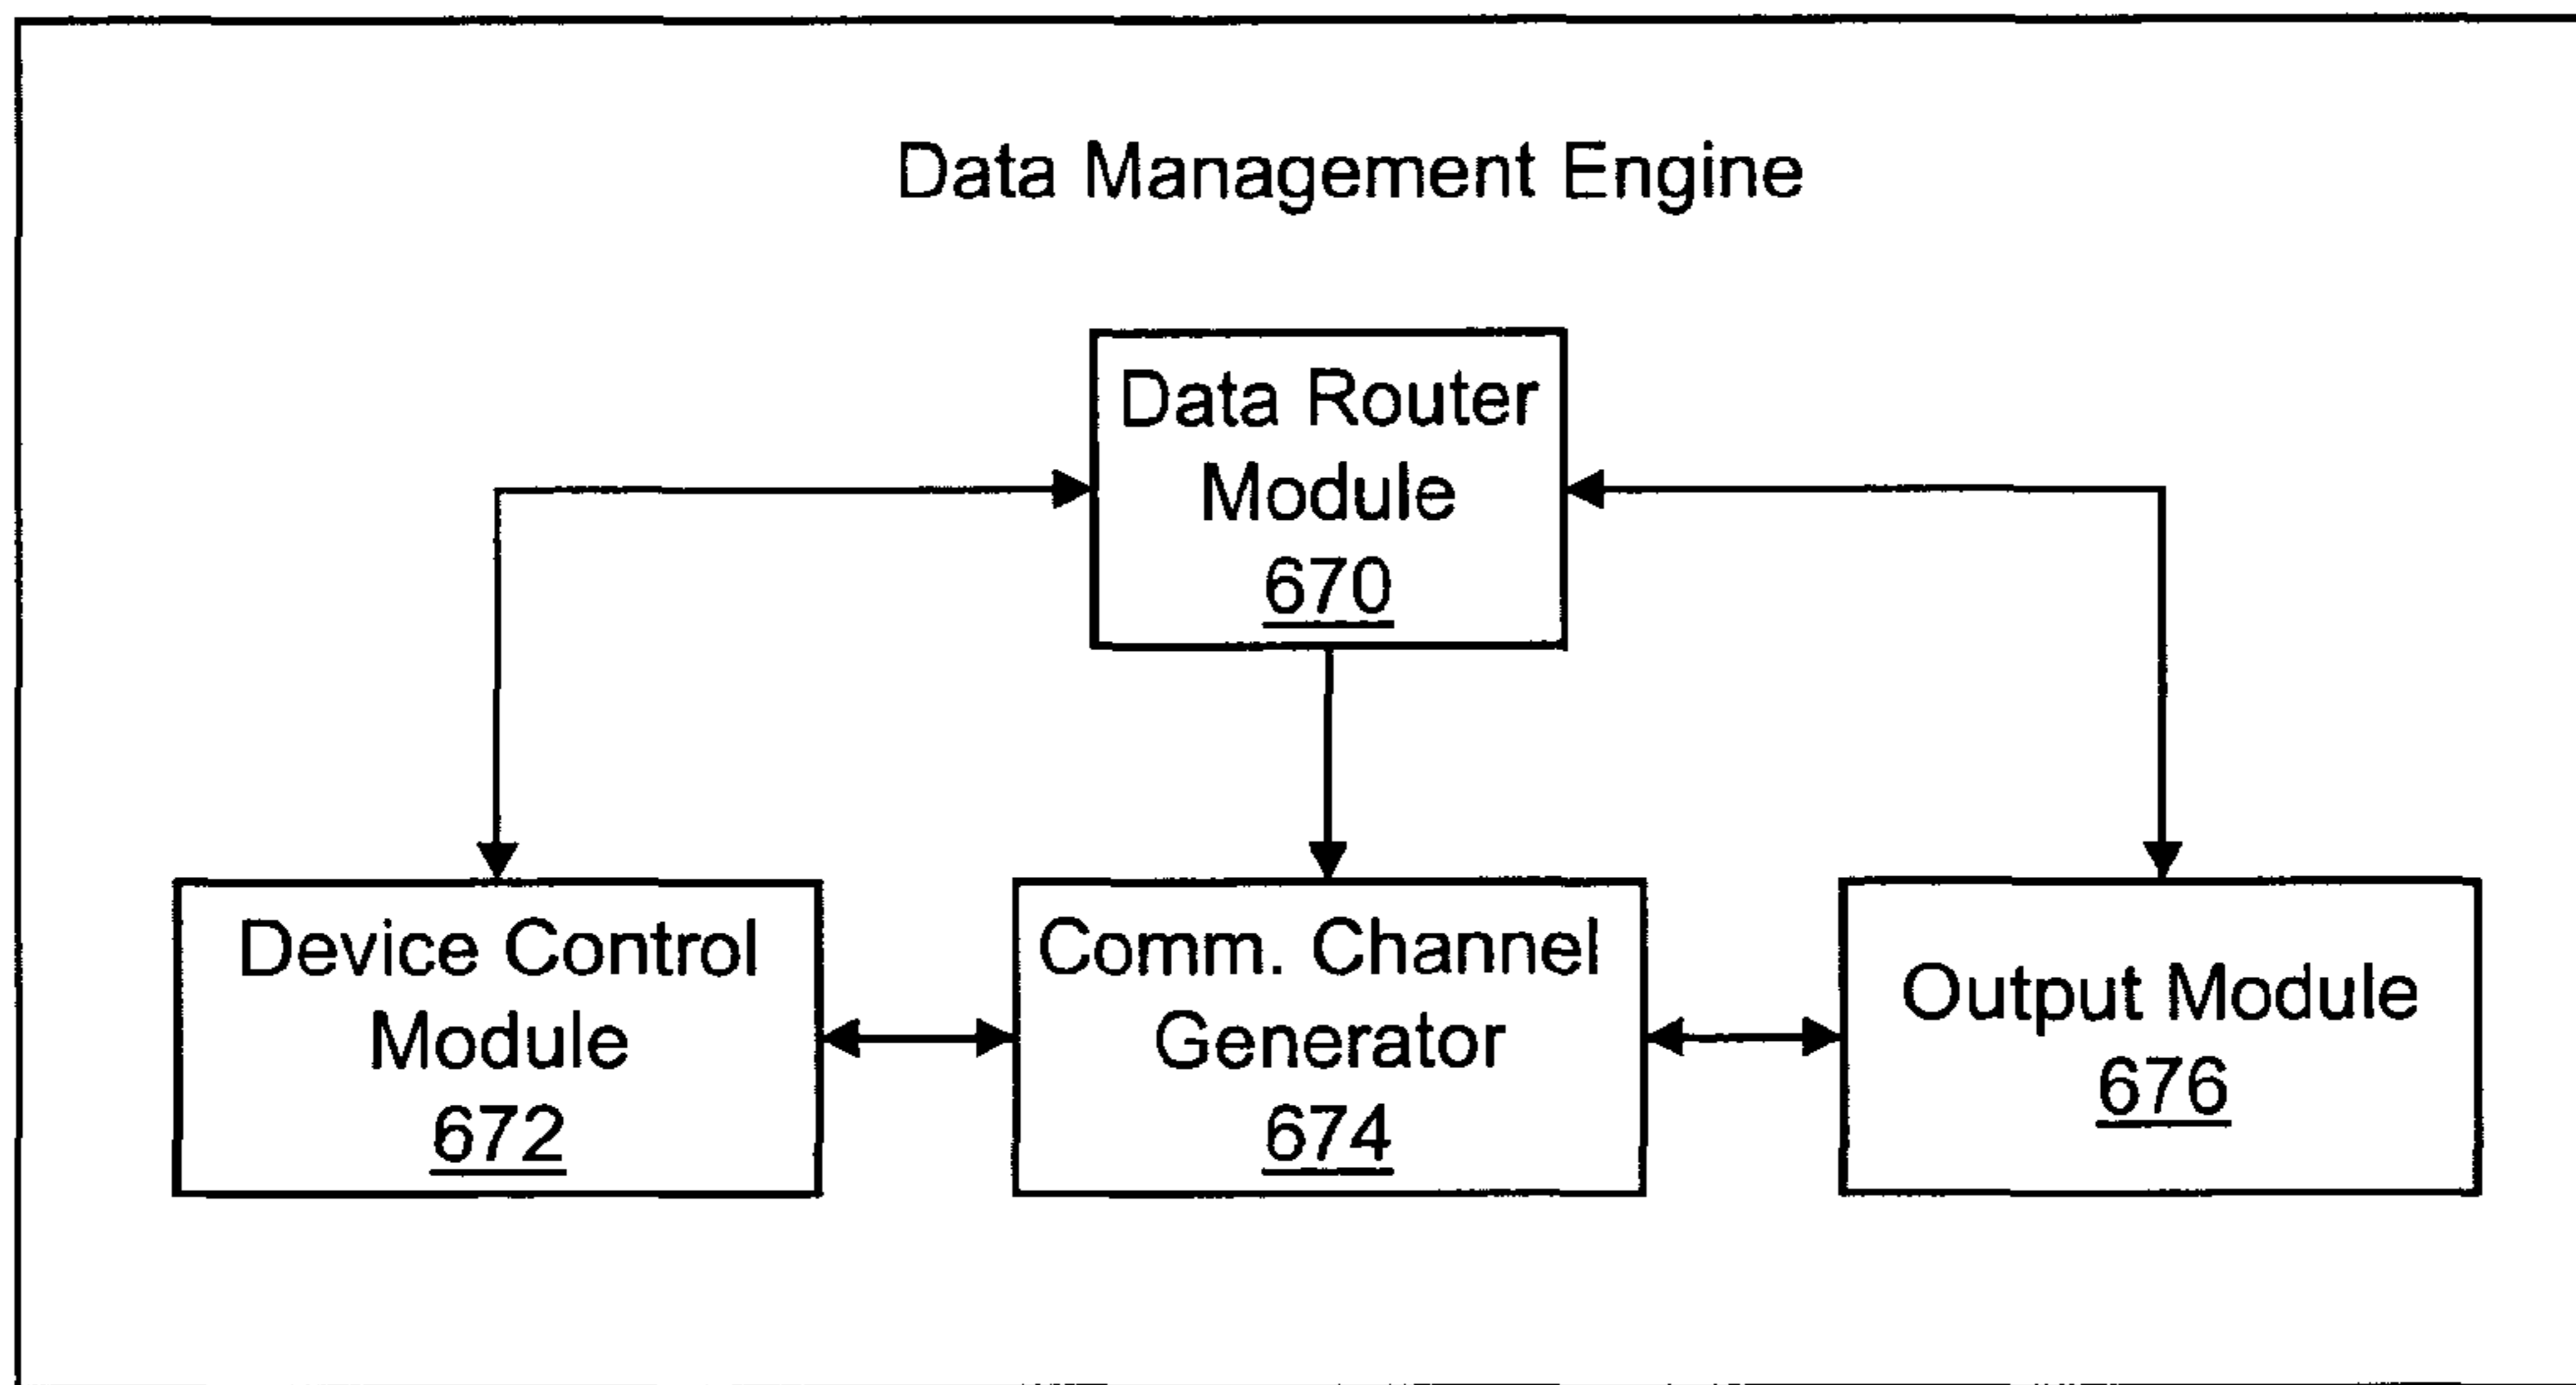 Data Management Engine
Data Router
Module
670
Device Control
Module
672
Comm. Channel
Generator
674
Output Module
676